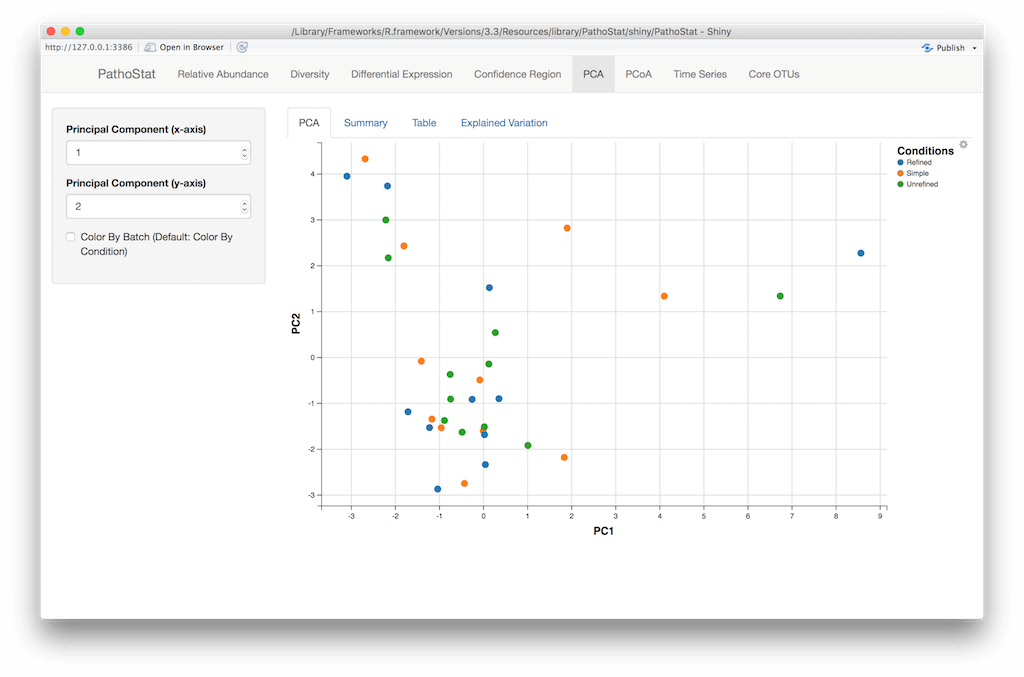 /Library/Frameworks/R.framework/Versions/3.3/Resources/library/PathoStat/shiny/PathoStat - Shiny
http://127.0.0.1:3386 Open in Browser Publish
PathoStat Relative Abundance Diversity Differential Expression Confidence Region PCA PCoA Time Series Core OTUs
Principal Component (x-axis)
1
Principal Component (y-axis)
2
Color By Batch (Default: Color By
Condition)
PCA Summary Table Explained Variation
Conditions
Refined
Simple
Unrefined
4
3
2
1
0
-1
-2
-3
PC2
-3 -2 -1 0 1 2 3 4 5 6 7 8 9
PC1